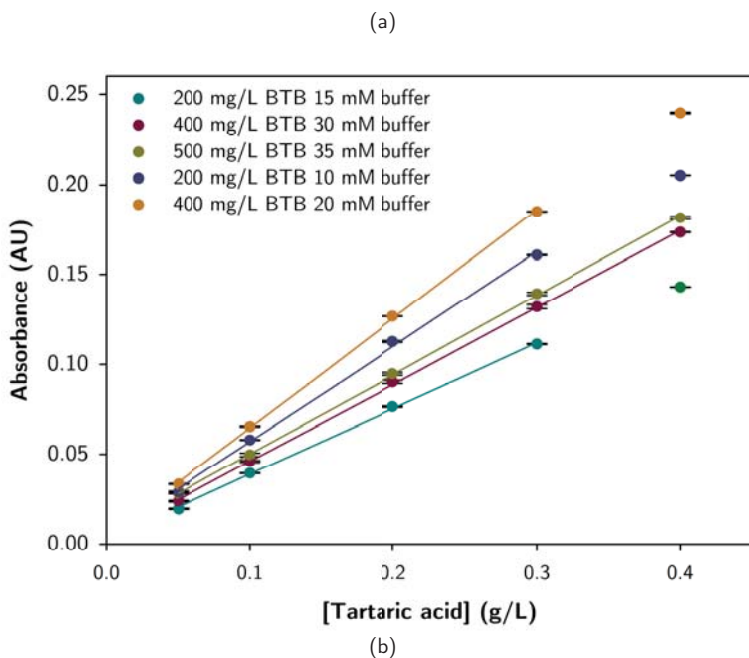 (a)
0.25
0.20
0.15
0.10
0.05
0.00
Absorbance (AU)
200 mg/L BTB 15 mM buffer
400 mg/L BTB 30 mM buffer
500 mg/L BTB 35 mM buffer
200 mg/L BTB 10 mM buffer
400 mg/L BTB 20 mM buffer
0.0 0.1 0.2 0.3 0.4
[Tartaric acid] (g/L)
(b)